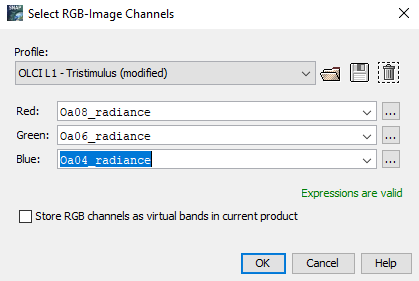 SNAP
Select RGB-Image Channels
Profile:
OLCI L1 - Tristimulus (modified)
Red: Oa08_radiance ...
Green: Oa06_radiance ...
Blue: Oa04_radiance ...
Expressions are valid
Store RGB channels as virtual bands in current product
OK Cancel Help